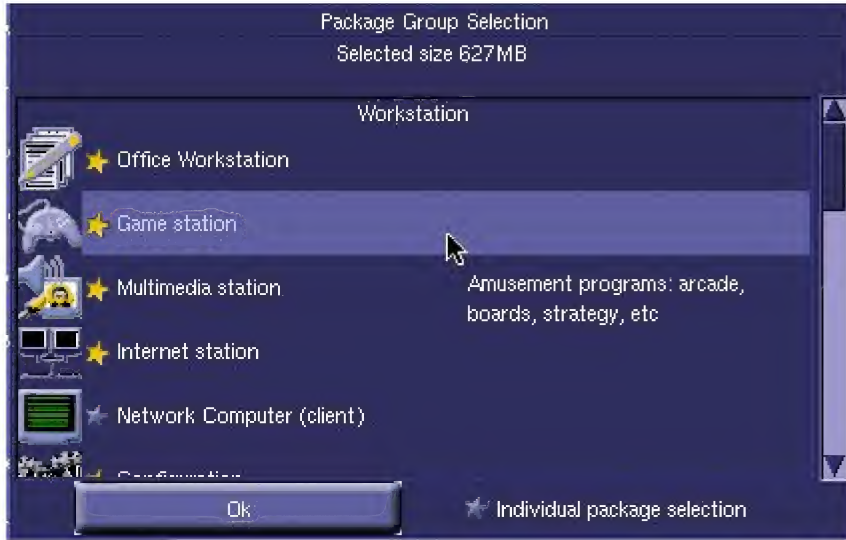 Package Group Selection
Selected size 627MB
Workstation
Office Workstation
Game station
Multimedia station
Amusement programs: arcade,
boards, strategy, etc
Internet station
Network Computer (client)
Configuration
Ok
Individual package selection